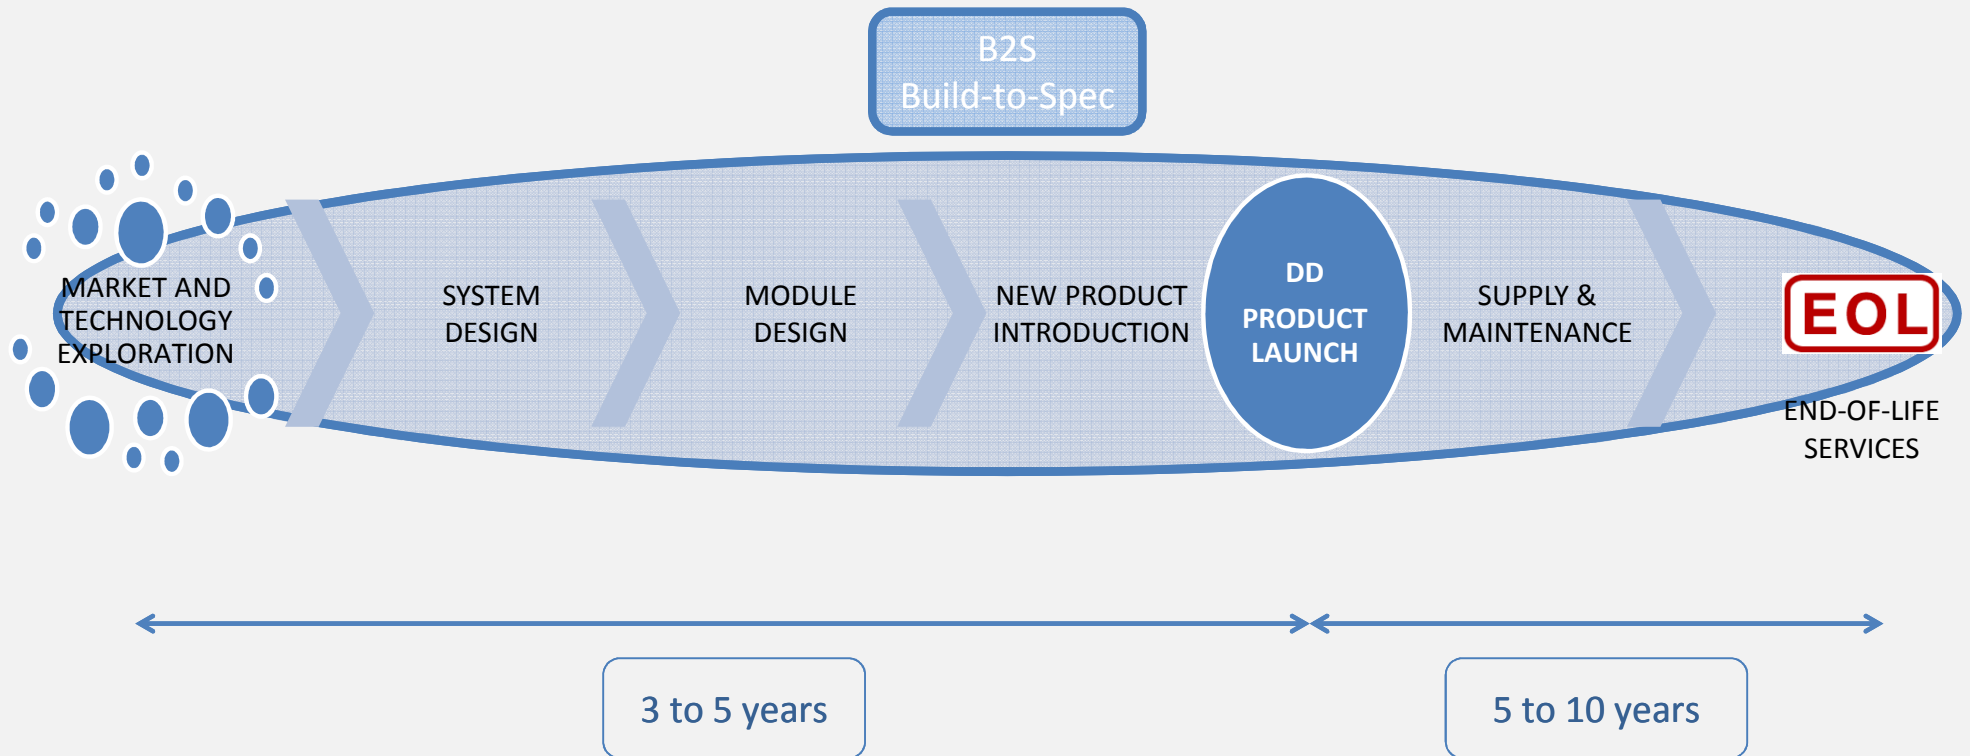 B2S
Build-to-Spec
MARKET AND
TECHNOLOGY
EXPLORATION
SYSTEM
DESIGN
MODULE
DESIGN
NEW PRODUCT
INTRODUCTION
DD
PRODUCT
LAUNCH
SUPPLY &
MAINTENANCE
EOL
END-OF-LIFE
SERVICES
3 to 5 years
5 to 10 years